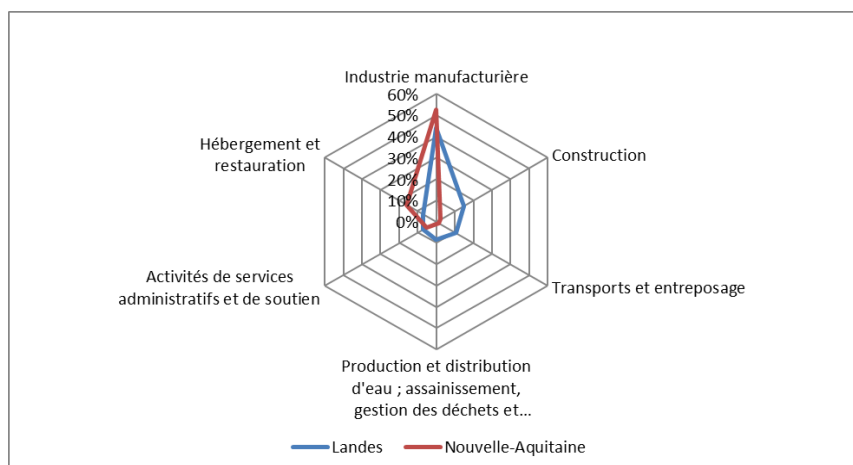 Industrie manufacturière
60%
50%
40%
30%
20%
10%
0%
Construction
Transports et entreposage
Production et distribution
d'eau ; assainissement,
gestion des déchets et...
Activités de services
administratifs et de soutien
Hébergement et
restauration
Landes
Nouvelle-Aquitaine